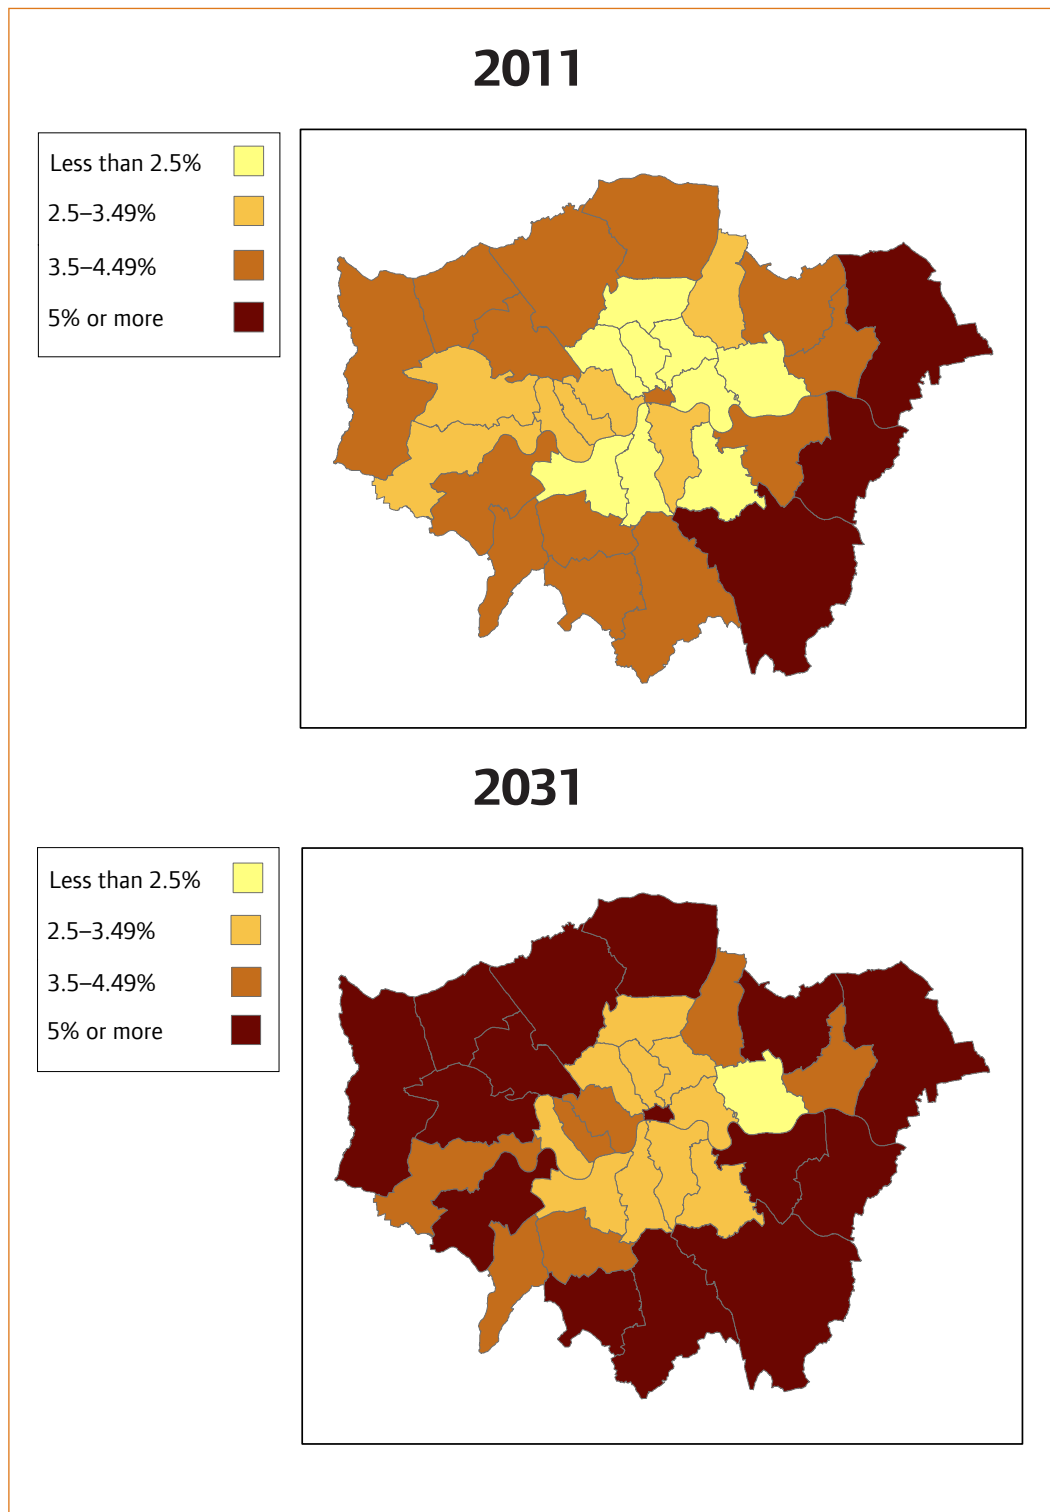 2011
Less than 2.5%
2.5–3.49%
3.5–4.49%
5% or more
2031
Less than 2.5%
2.5–3.49%
3.5–4.49%
5% or more